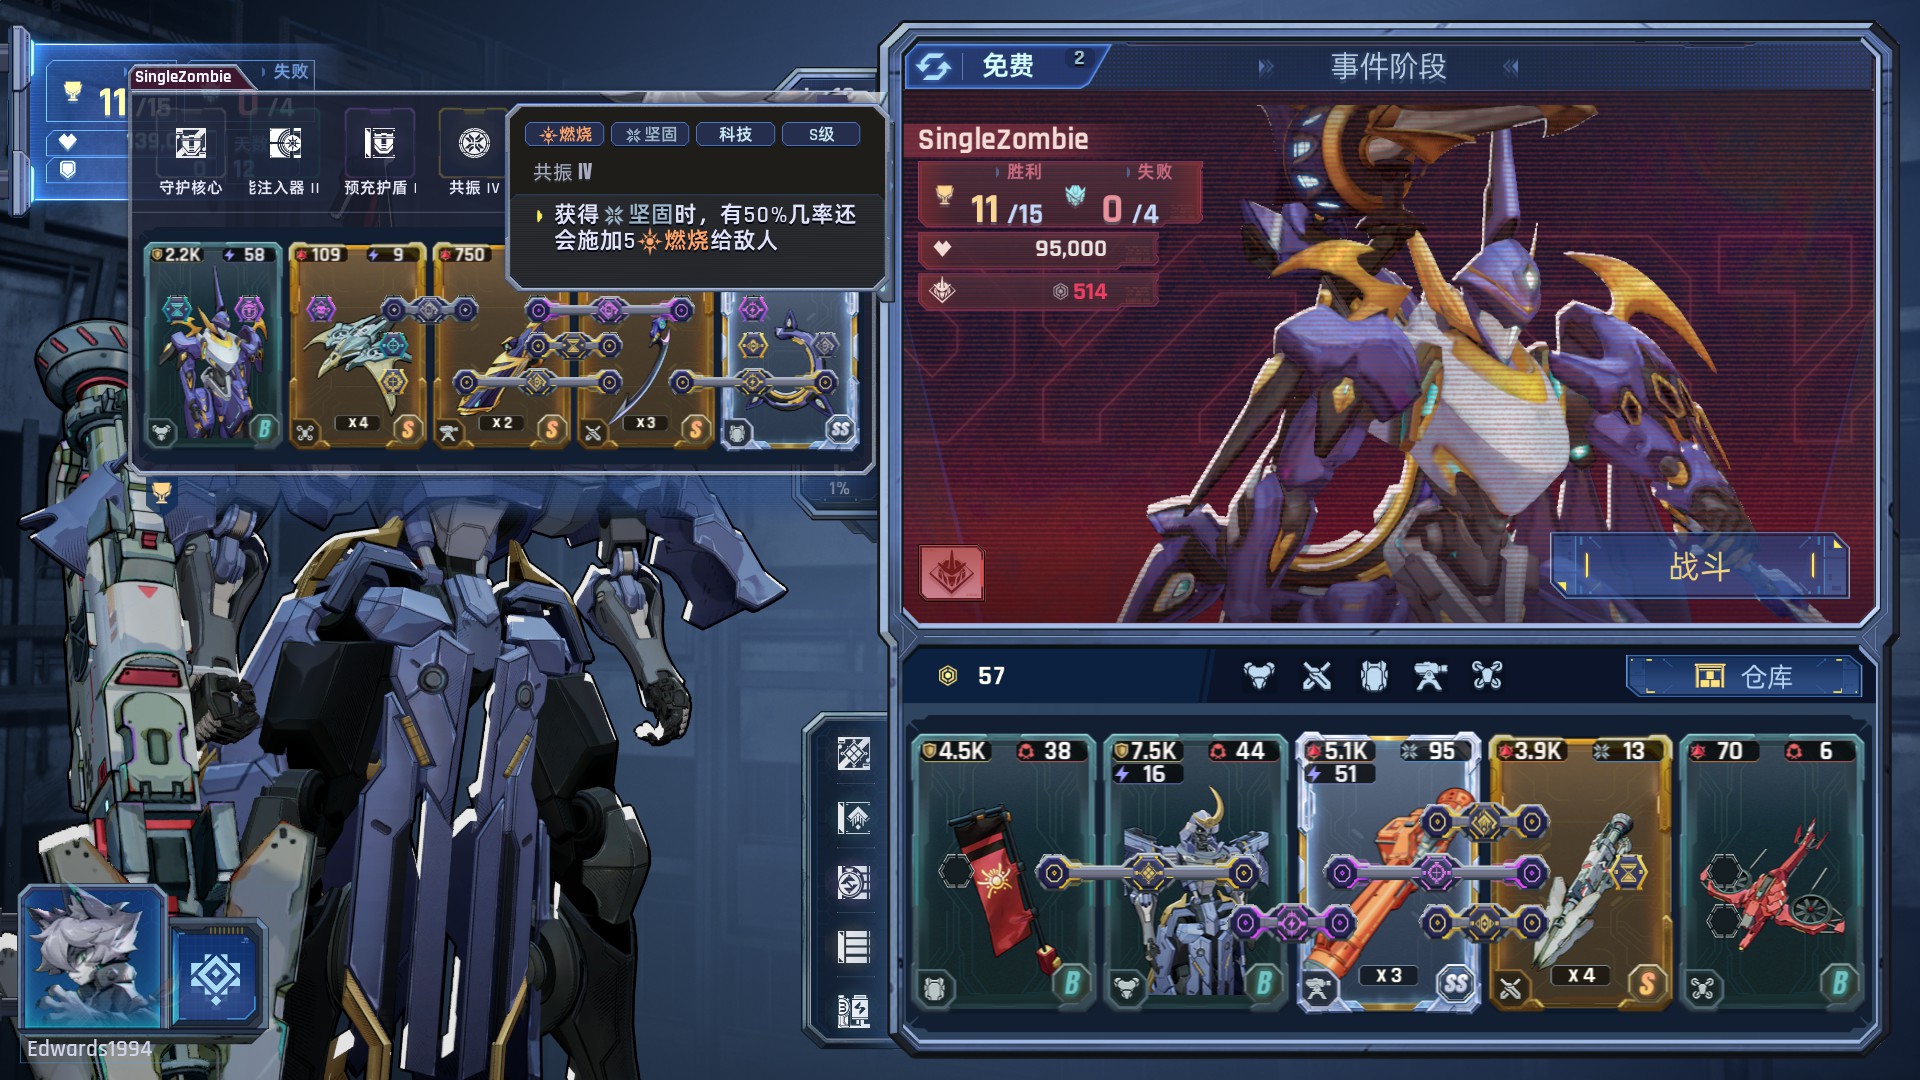 SingleZombie
失败
11 /15
0 /4
守护核心
能注入器 II
预充护盾 I
共振 IV
燃烧
坚固
科技
S级
共振 IV
获得坚固时，有50%几率还
会施加5燃烧给敌人
2.2K 58
109 9
750
B
x4 S
x2 S
x3 S
SS
1%
Edwards1994
免费 2
事件阶段
SingleZombie
胜利
失败
11 /15
0 /4
95,000
514
战斗
57
仓库
4.5K 38
7.5K 44
16
5.1K 95
51
3.9K 13
70 6
B
B
x3 SS
x4 S
B